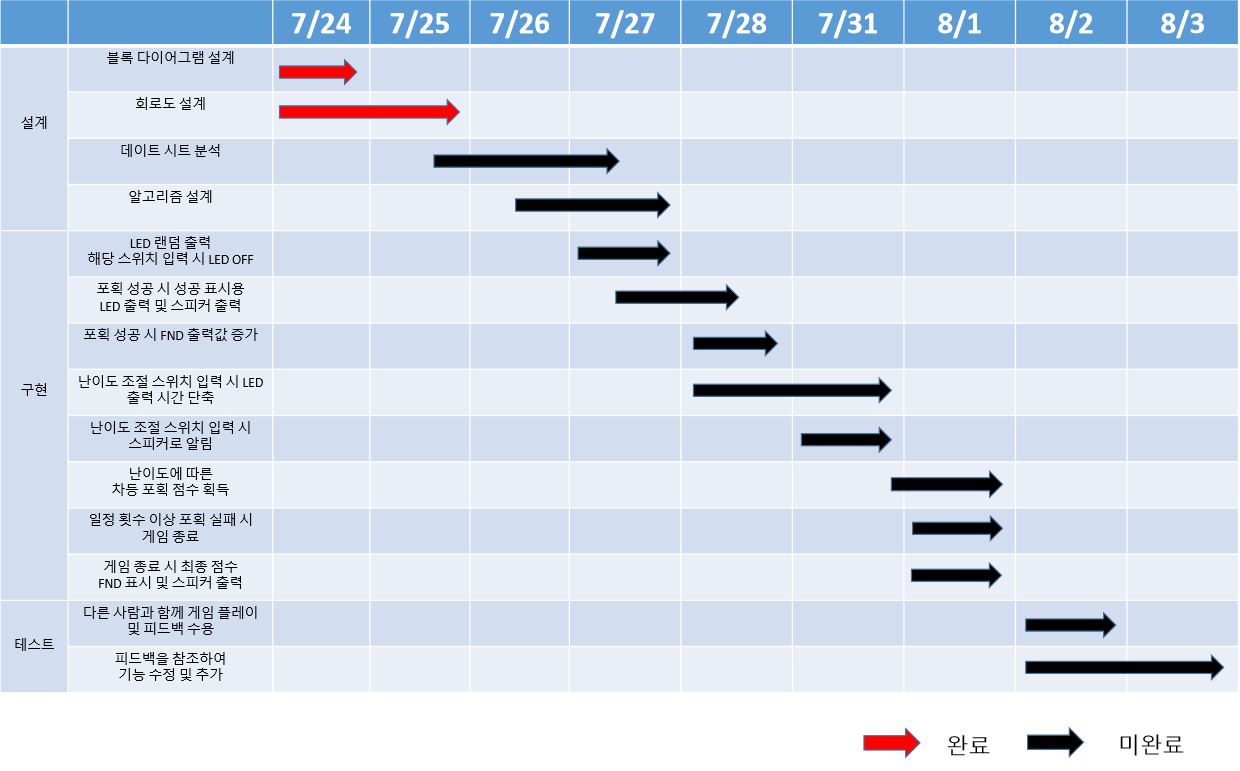 7/24 7/25 7/26 7/27 7/28 7/31 8/1 8/2 8/3
설계
블록 다이어그램 설계
회로도 설계
데이트 시트 분석
알고리즘 설계
구현
LED 랜덤 출력
해당 스위치 입력 시 LED OFF
포획 성공 시 성공 표시용
LED 출력 및 스피커 출력
포획 성공 시 FND 출력값 증가
난이도 조절 스위치 입력 시 LED
출력 시간 단축
난이도 조절 스위치 입력 시
스피커로 알림
난이도에 따른
차등 포획 점수 획득
일정 횟수 이상 포획 실패 시
게임 종료
게임 종료 시 최종 점수
FND 표시 및 스피커 출력
테스트
다른 사람과 함께 게임 플레이
및 피드백 수용
피드백을 참조하여
기능 수정 및 추가
완료 미완료